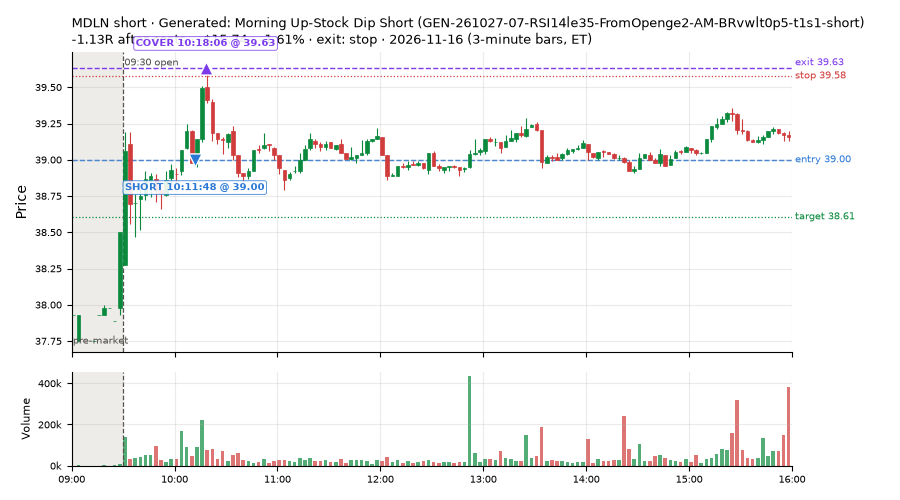 MDLN short · Generated: Morning Up-Stock Dip Short (GEN-261027-07-RSI14le35-FromOpenge2-AM-BRvwlt0p5-t1s1-short)
-1.13R · exit: stop · 2026-11-16 (3-minute bars, ET)
COVER 10:18:06 @ 39.63
09:30 open
exit 39.63
stop 39.58
39.50
39.25
39.00
entry 39.00
SHORT 10:11:48 @ 39.00
38.75
target 38.61
38.50
38.25
38.00
37.75
pre-market
Price
400k
200k
0k
Volume
09:00
10:00
11:00
12:00
13:00
14:00
15:00
16:00